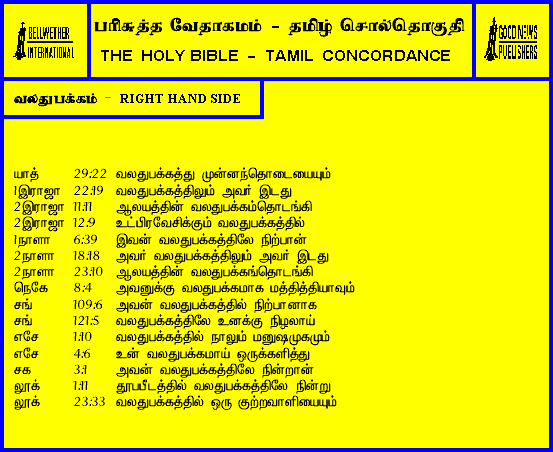 BELLWETHER
INTERNATIONAL
பரிசுத்த வேதாகமம் - தமிழ் சொல்தொகுதி
THE HOLY BIBLE - TAMIL CONCORDANCE
GOOD NEWS
PUBLISHERS
வலதுபக்கம் - RIGHT HAND SIDE
யாத் 29:22 வலதுபக்கத்து முன்னந்தொடையையும்
1இராஜா 22:19 வலதுபக்கத்திலும் அவர் இடது
2இராஜா 11:11 ஆலயத்தின் வலதுபக்கம்தொடங்கி
2இராஜா 12:9 உட்பிரவேசிக்கும் வலதுபக்கத்தில்
1நாளா 6:39 இவன் வலதுபக்கத்திலே நிற்பான்
2நாளா 18:18 அவர் வலதுபக்கத்திலும் அவர் இடது
2நாளா 23:10 ஆலயத்தின் வலதுபக்கந்தொடங்கி
நெகே 8:4 அவனுக்கு வலதுபக்கமாக மத்தித்தியாவும்
சங் 109:6 அவன் வலதுபக்கத்தில் நிற்பானாக
சங் 121:5 வலதுபக்கத்திலே உனக்கு நிழலாய்
எசே 1:10 வலதுபக்கத்தில் நாலும் மனுஷமுகமும்
எசே 4:6 உன் வலதுபக்கமாய் ஒருக்களித்து
சக 3:1 அவன் வலதுபக்கத்திலே நின்றான்
லூக் 1:11 தூபபீடத்தில் வலதுபக்கத்திலே நின்று
லூக் 23:33 வலதுபக்கத்தில் ஒரு குற்றவாளியையும்